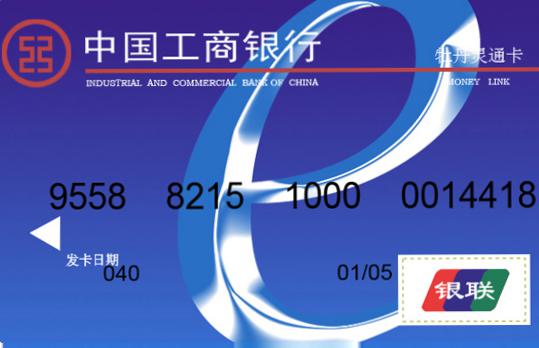 中国工商银行
牡丹灵通卡
INDUSTRIAL AND COMMERCIAL BANK OF CHINA
MONEY LINK
9558 8215 1000 0014418
发卡日期
040
01/05
银联